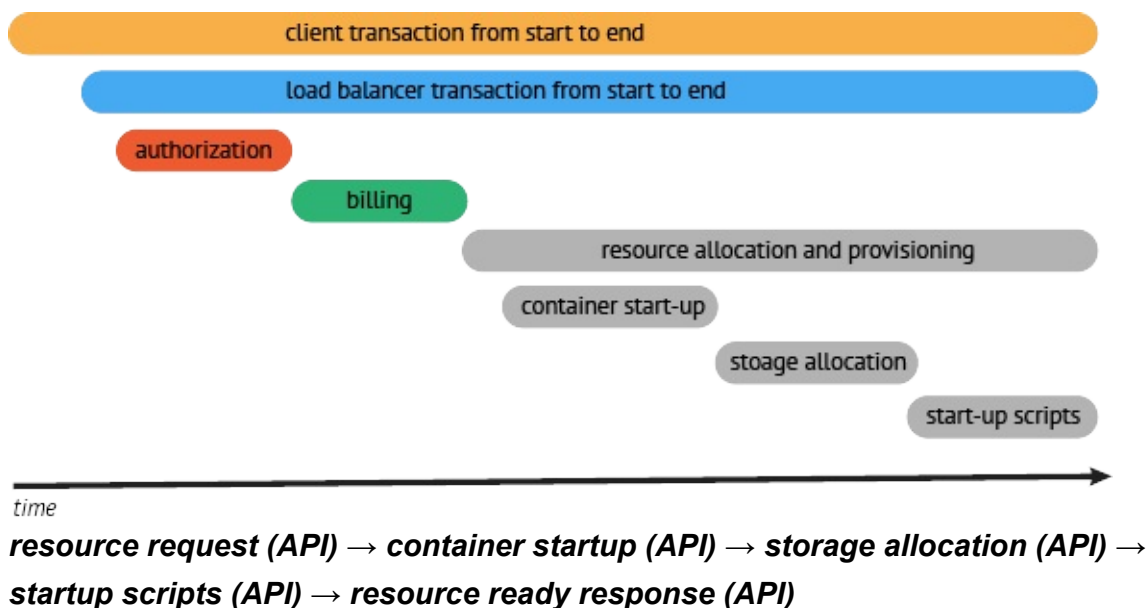 client transaction from start to end
load balancer transaction from start to end
authorization
billing
resource allocation and provisioning
container start-up
stoage allocation
start-up scripts
time
resource request (API) → container startup (API) → storage allocation (API) →
startup scripts (API) → resource ready response (API)